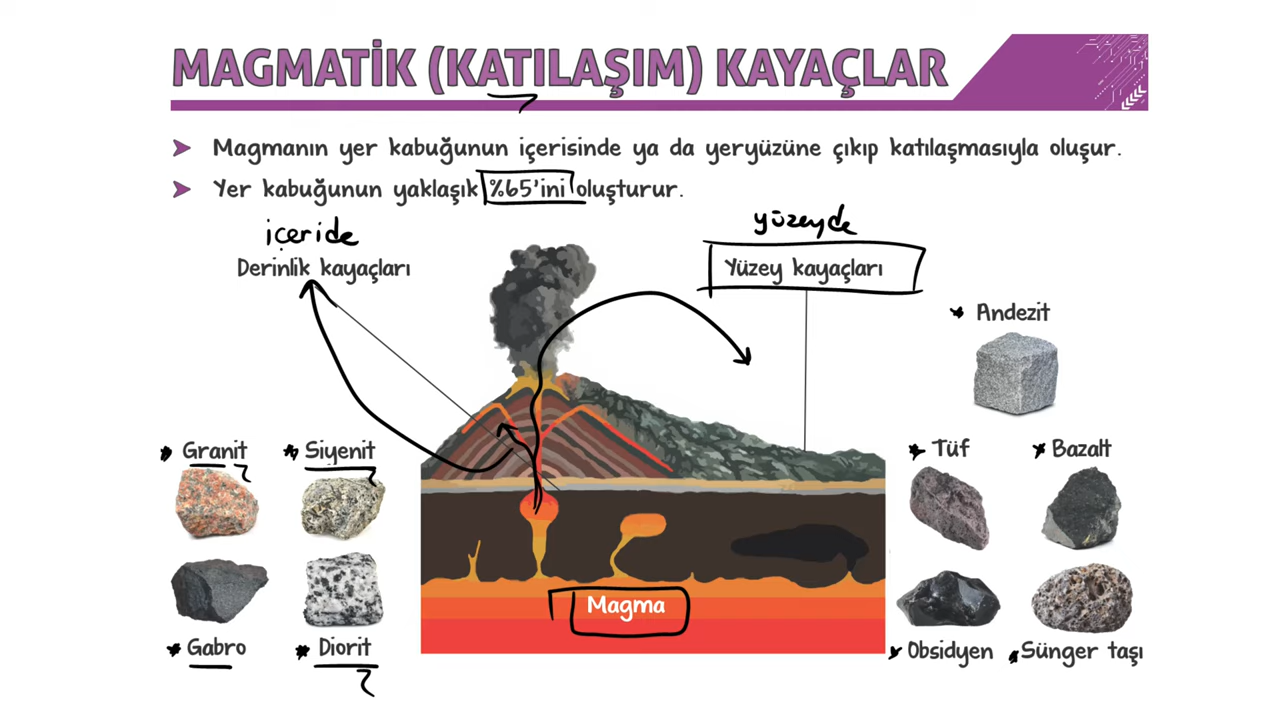 MAGMATİK (KATILAŞIM) KAYAÇLAR
Magmanın yer kabuğunun içerisinde ya da yeryüzüne çıkıp katılaşmasıyla oluşur.
Yer kabuğunun yaklaşık %65'ini oluşturur.
içeride
Derinlik kayaçları
yüzeyde
Yüzey kayaçları
Andezit
Granit
Siyenit
Tüf
Bazalt
Magma
Gabro
Diorit
Obsidyen
Sünger taşı